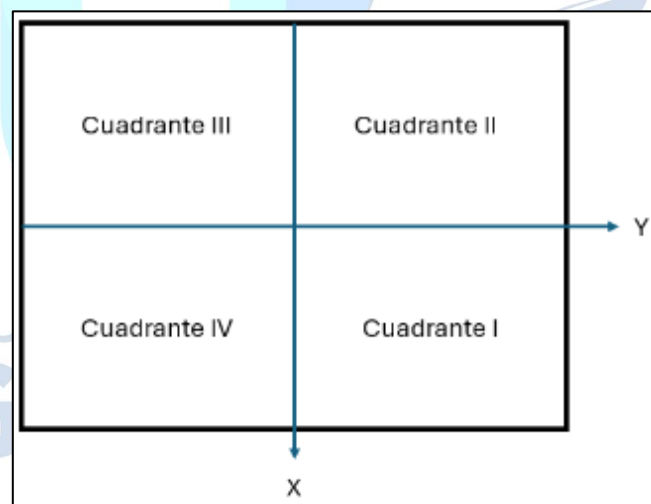 Cuadrante III
Cuadrante II
Y
Cuadrante IV
Cuadrante I
X